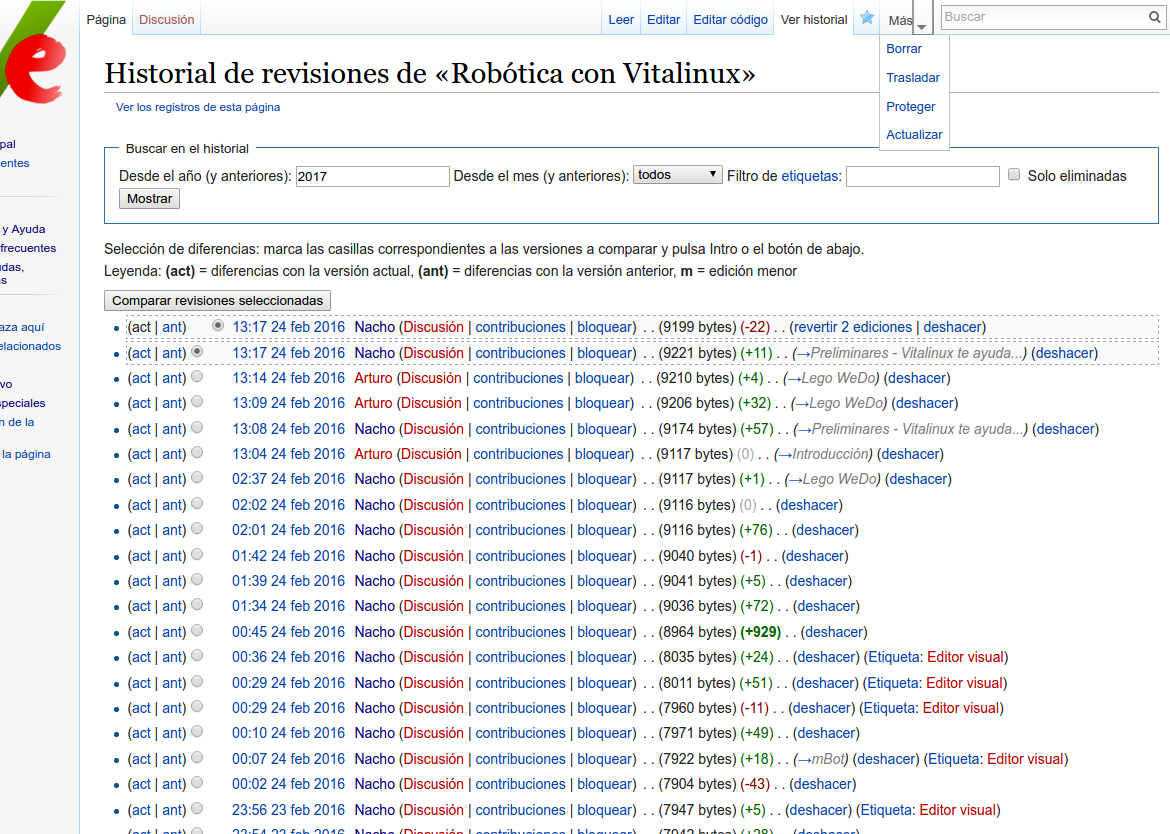 Página Discusión Leer Editar Editar código Ver historial Más Buscar
Borrar
Trasladar
Proteger
Actualizar
Historial de revisiones de «Robótica con Vitalinux»
Ver los registros de esta página
pal
entes
y Ayuda
frecuentes
udas,
s
aza aquí
elacionados
vo
speciales
n de la
la página
Buscar en el historial
Desde el año (y anteriores): 2017 Desde el mes (y anteriores): todos Filtro de etiquetas: Solo eliminadas
Mostrar
Selección de diferencias: marca las casillas correspondientes a las versiones a comparar y pulsa Intro o el botón de abajo.
Leyenda: (act) = diferencias con la versión actual, (ant) = diferencias con la versión anterior, m = edición menor
Comparar revisiones seleccionadas
(act | ant) 13:17 24 feb 2016 Nacho (Discusión | contribuciones | bloquear) . . (9199 bytes) (-22) . . (revertir 2 ediciones | deshacer)
(act | ant) 13:17 24 feb 2016 Nacho (Discusión | contribuciones | bloquear) . . (9221 bytes) (+11) . . (→Preliminares - Vitalinux te ayuda...) (deshacer)
(act | ant) 13:14 24 feb 2016 Arturo (Discusión | contribuciones | bloquear) . . (9210 bytes) (+4) . . (→Lego WeDo) (deshacer)
(act | ant) 13:09 24 feb 2016 Arturo (Discusión | contribuciones | bloquear) . . (9206 bytes) (+32) . . (→Lego WeDo) (deshacer)
(act | ant) 13:08 24 feb 2016 Nacho (Discusión | contribuciones | bloquear) . . (9174 bytes) (+57) . . (→Preliminares - Vitalinux te ayuda...) (deshacer)
(act | ant) 13:04 24 feb 2016 Arturo (Discusión | contribuciones | bloquear) . . (9117 bytes) (0) . . (→Introducción) (deshacer)
(act | ant) 02:37 24 feb 2016 Nacho (Discusión | contribuciones | bloquear) . . (9117 bytes) (+1) . . (→Lego WeDo) (deshacer)
(act | ant) 02:02 24 feb 2016 Nacho (Discusión | contribuciones | bloquear) . . (9116 bytes) (0) . . (deshacer)
(act | ant) 02:01 24 feb 2016 Nacho (Discusión | contribuciones | bloquear) . . (9116 bytes) (+76) . . (deshacer)
(act | ant) 01:42 24 feb 2016 Nacho (Discusión | contribuciones | bloquear) . . (9040 bytes) (-1) . . (deshacer)
(act | ant) 01:39 24 feb 2016 Nacho (Discusión | contribuciones | bloquear) . . (9041 bytes) (+5) . . (deshacer)
(act | ant) 01:34 24 feb 2016 Nacho (Discusión | contribuciones | bloquear) . . (9036 bytes) (+72) . . (deshacer)
(act | ant) 00:45 24 feb 2016 Nacho (Discusión | contribuciones | bloquear) . . (8964 bytes) (+929) . . (deshacer)
(act | ant) 00:36 24 feb 2016 Nacho (Discusión | contribuciones | bloquear) . . (8035 bytes) (+24) . . (deshacer) (Etiqueta: Editor visual)
(act | ant) 00:29 24 feb 2016 Nacho (Discusión | contribuciones | bloquear) . . (8011 bytes) (+51) . . (deshacer) (Etiqueta: Editor visual)
(act | ant) 00:29 24 feb 2016 Nacho (Discusión | contribuciones | bloquear) . . (7960 bytes) (-11) . . (deshacer) (Etiqueta: Editor visual)
(act | ant) 00:10 24 feb 2016 Nacho (Discusión | contribuciones | bloquear) . . (7971 bytes) (+49) . . (deshacer)
(act | ant) 00:07 24 feb 2016 Nacho (Discusión | contribuciones | bloquear) . . (7922 bytes) (+18) . . (→mBot) (deshacer) (Etiqueta: Editor visual)
(act | ant) 00:02 24 feb 2016 Nacho (Discusión | contribuciones | bloquear) . . (7904 bytes) (-43) . . (deshacer)
(act | ant) 23:56 23 feb 2016 Nacho (Discusión | contribuciones | bloquear) . . (7947 bytes) (+5) . . (deshacer) (Etiqueta: Editor visual)